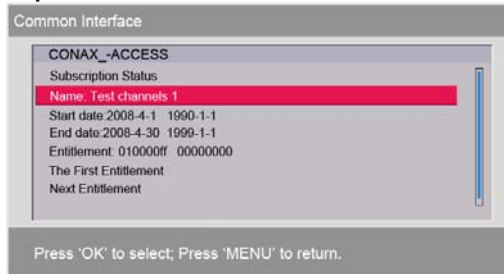 Common Interface
CONAX_-ACCESS
Subscription Status
Name: Test channels 1
Start date:2008-4-1 1990-1-1
End date:2008-4-30 1999-1-1
Entitlement: 010000ff 00000000
The First Entitlement
Next Entitlement
Press 'OK' to select; Press 'MENU' to return.